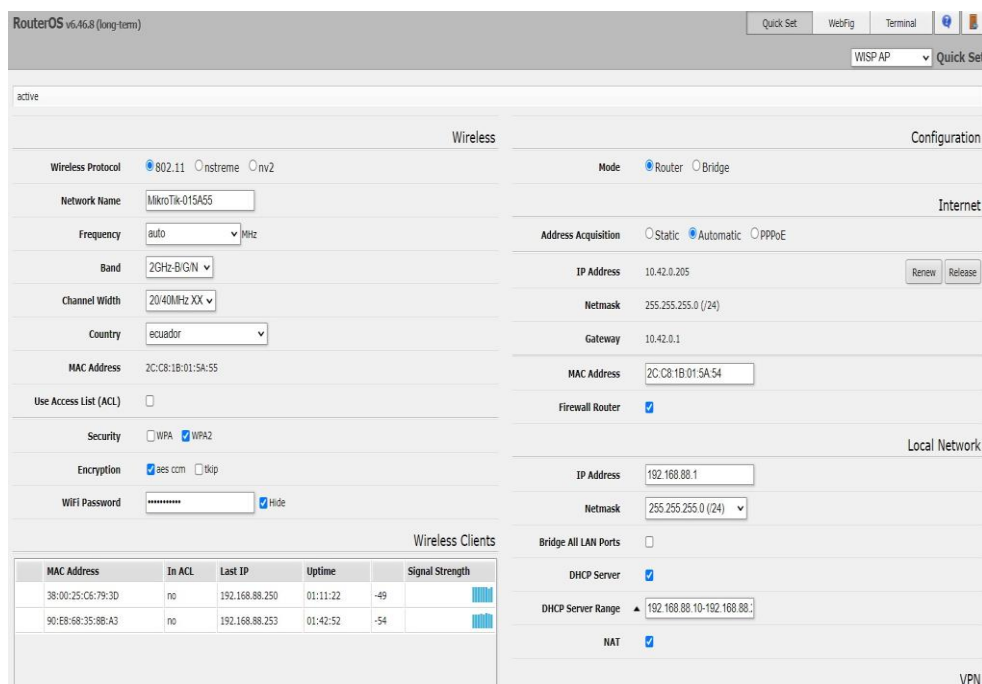 RouterOS v6.46.8 (long-term)
Quick Set WebFig Terminal
WISP AP Quick Set
active
Wireless
Wireless Protocol 802.11 nstreme nv2
Network Name MikroTik-015A55
Frequency auto MHz
Band 2GHz-B/G/N
Channel Width 20/40MHz XX
Country ecuador
MAC Address 2C:C8:1B:01:5A:55
Use Access List (ACL)
Security WPA WPA2
Encryption aes ccm tkip
WiFi Password ••••••••••• Hide
Wireless Clients
MAC Address In ACL Last IP Uptime Signal Strength
38:00:25:C6:79:3D no 192.168.88.250 01:11:22 -49
90:E8:68:35:8B:A3 no 192.168.88.253 01:42:52 -54
Configuration
Mode Router Bridge
Internet
Address Acquisition Static Automatic PPPoE
IP Address 10.42.0.205 Renew Release
Netmask 255.255.255.0 (/24)
Gateway 10.42.0.1
MAC Address 2C:C8:1B:01:5A:54
Firewall Router
Local Network
IP Address 192.168.88.1
Netmask 255.255.255.0 (/24)
Bridge All LAN Ports
DHCP Server
DHCP Server Range 192.168.88.10-192.168.88.
NAT
VPN